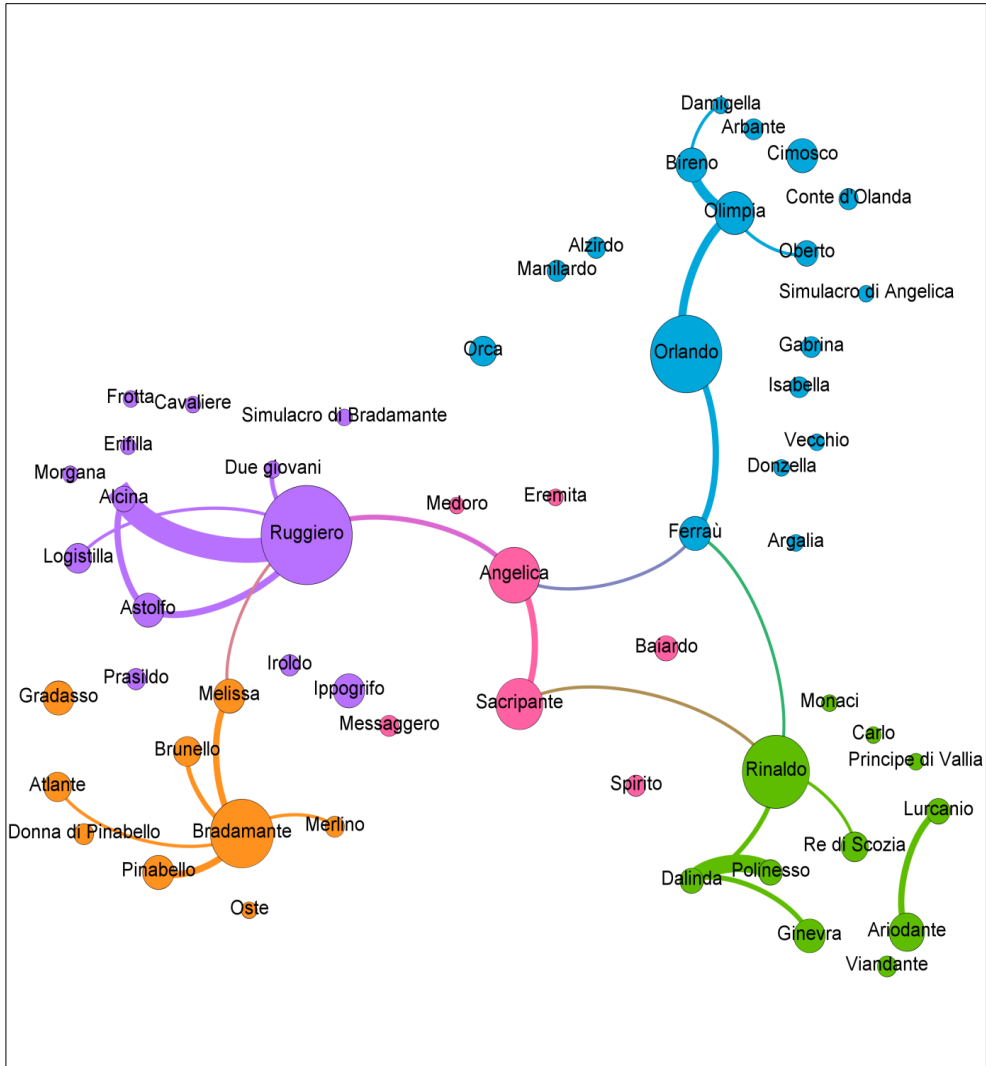 Damigella
Arbante
Cimosco
Bireno
Conte d'Olanda
Olimpia
Alzirdo
Oberto
Manilardo
Simulacro di Angelica
Orca
Orlando
Gabrina
Isabella
Frotta
Cavaliere
Simulacro di Bradamante
Erifilla
Vecchio
Morgana
Due giovani
Donzella
Alcina
Medoro
Eremita
Ruggiero
Ferraù
Argalia
Logistilla
Angelica
Astolfo
Baiardo
Prasildo
Iroldo
Gradasso
Melissa
Ippogrifo
Sacripante
Monaci
Messaggero
Carlo
Brunello
Principe di Vallia
Rinaldo
Atlante
Spirito
Lurcanio
Donna di Pinabello
Bradamante
Merlino
Re di Scozia
Pinabello
Dalinda
Polinesso
Oste
Ginevra
Ariodante
Viandante